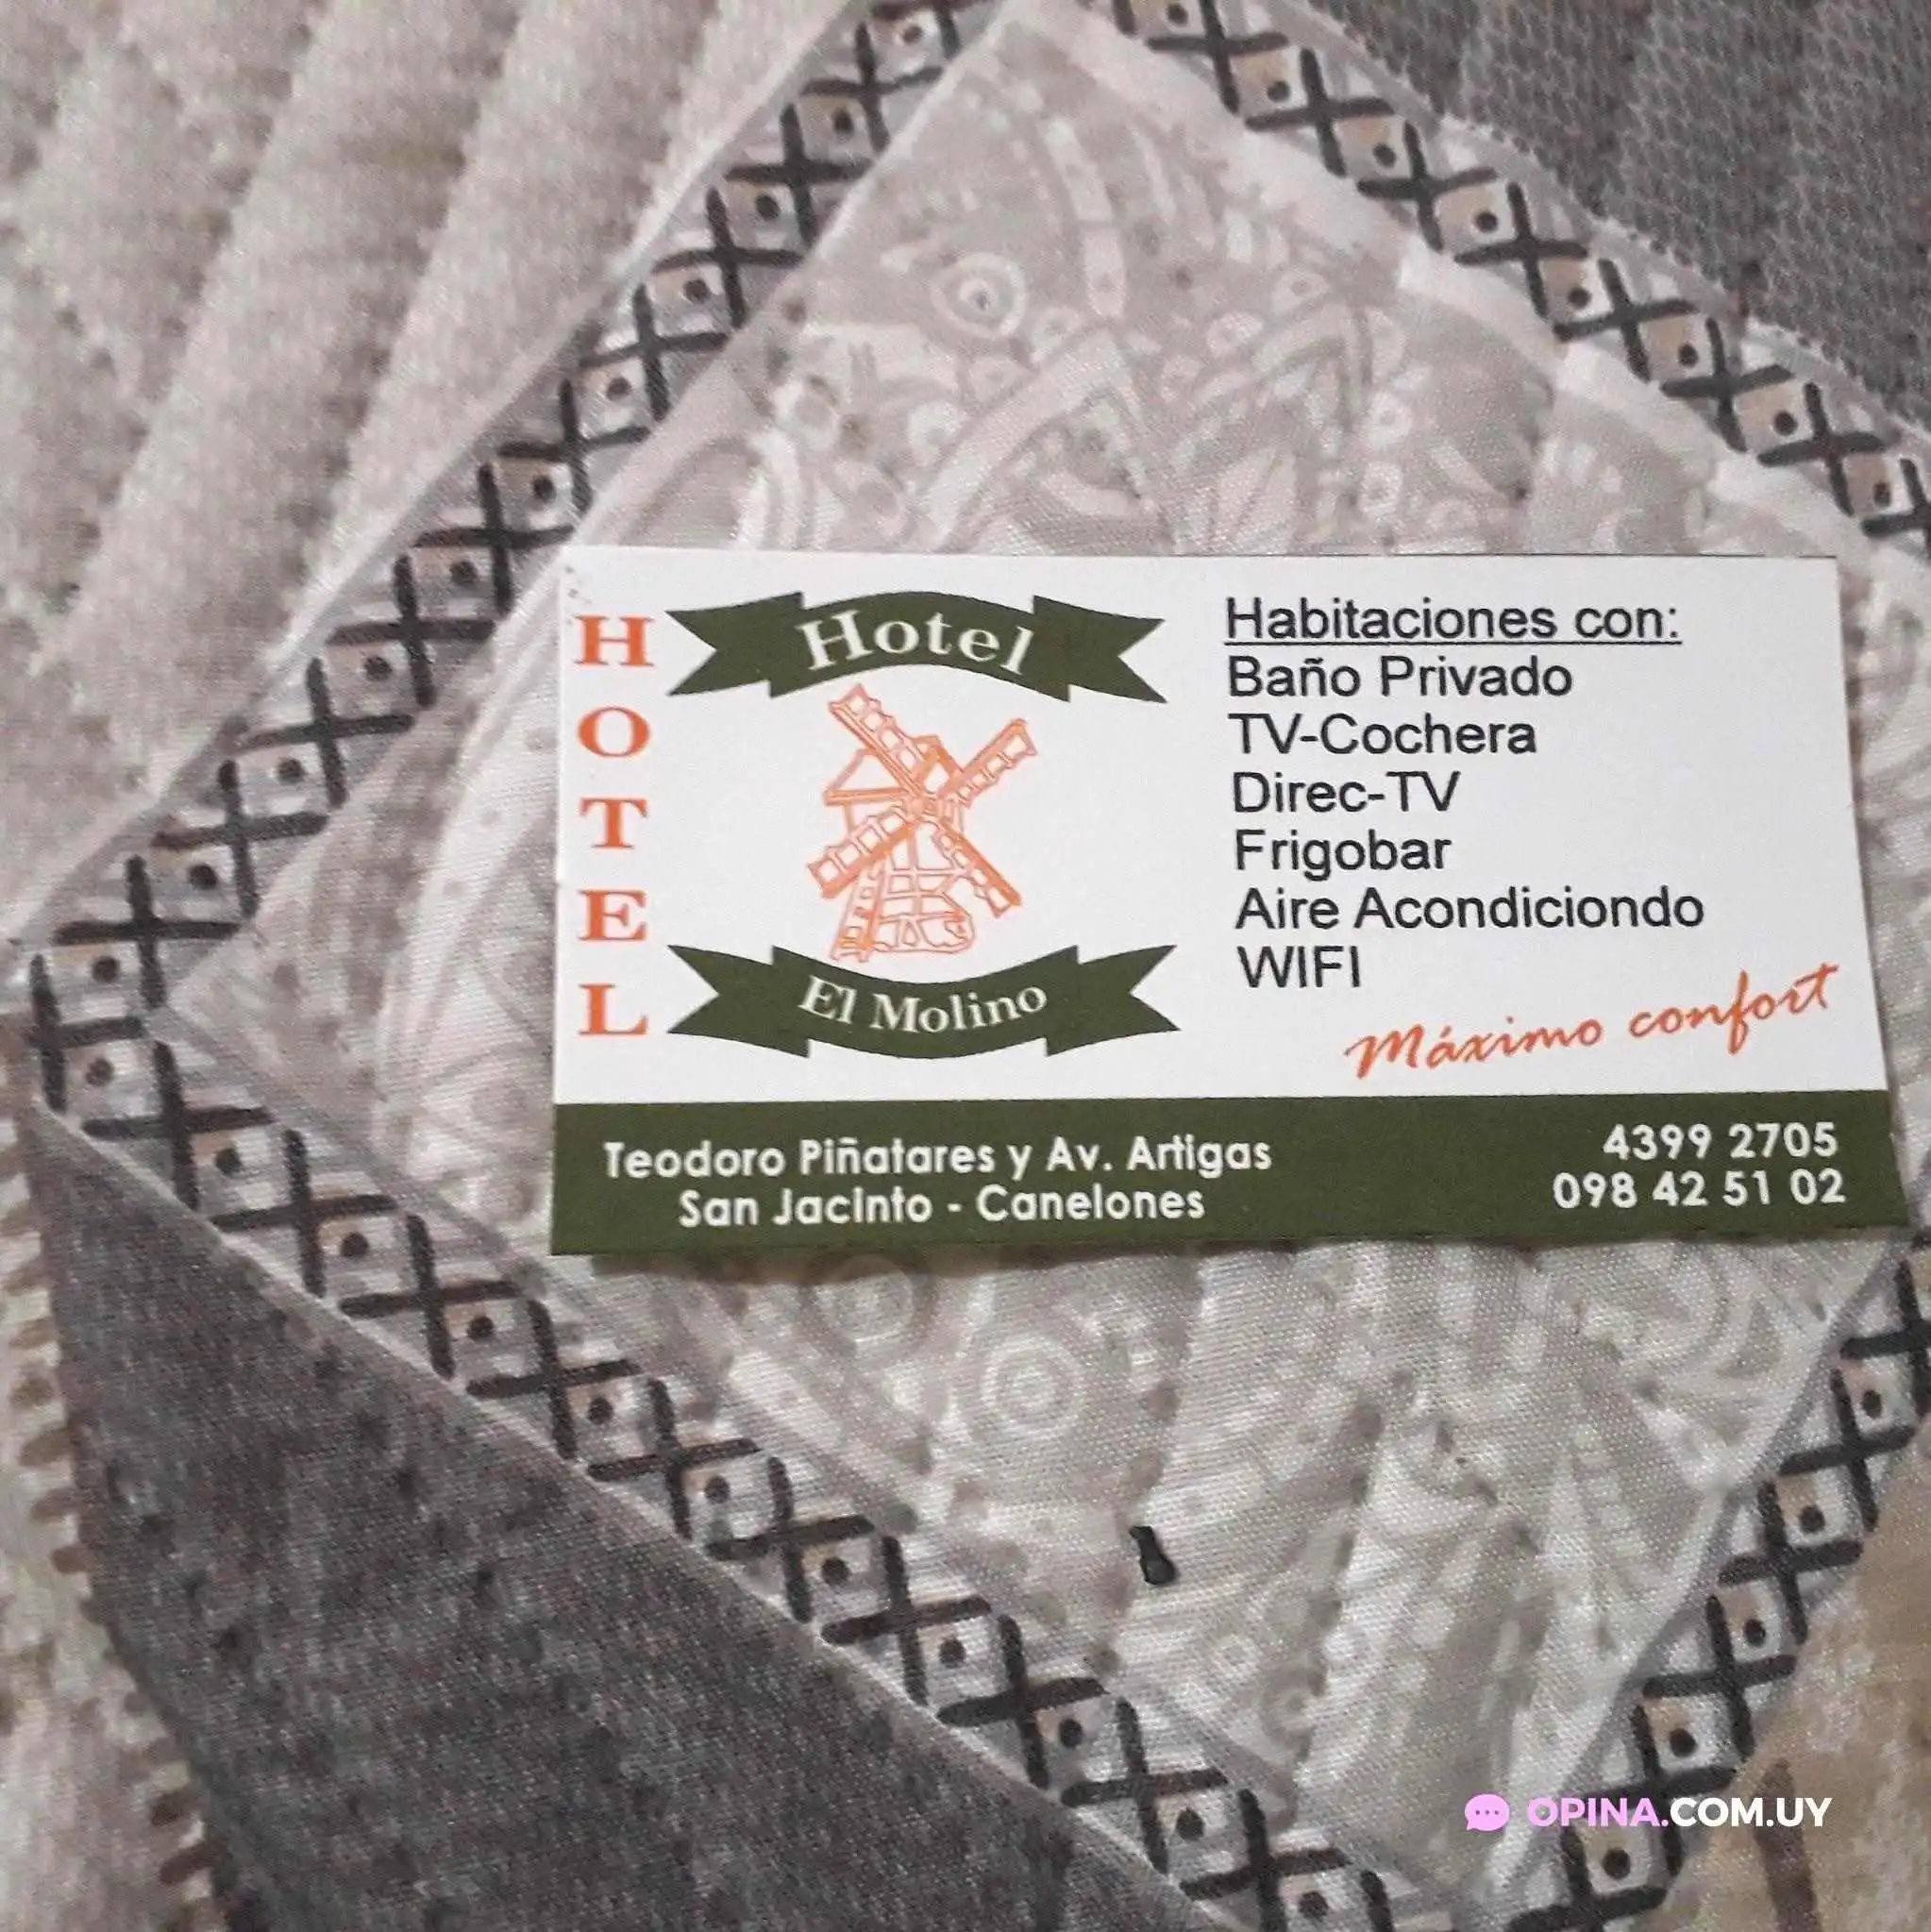 HOTEL
Hotel
El Molino
Habitaciones con:
Baño Privado
TV-Cochera
Direc-TV
Frigobar
Aire Acondiciondo
WIFI
Máximo confort
Teodoro Piñatares y Av. Artigas
San Jacinto - Canelones
4399 2705
098 42 51 02
OPINA.COM.UY